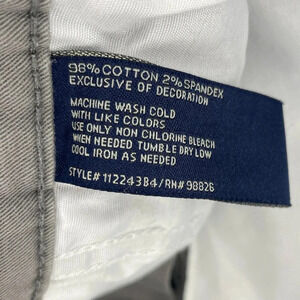 98% COTTON 2% SPANDEX
EXCLUSIVE OF DECORATION
MACHINE WASH COLD
WITH LIKE COLORS
USE ONLY NON CHLORINE BLEACH
WHEN NEEDED TUMBLE DRY LOW
COOL IRON AS NEEDED
STYLE# 11224384/RN# 98826